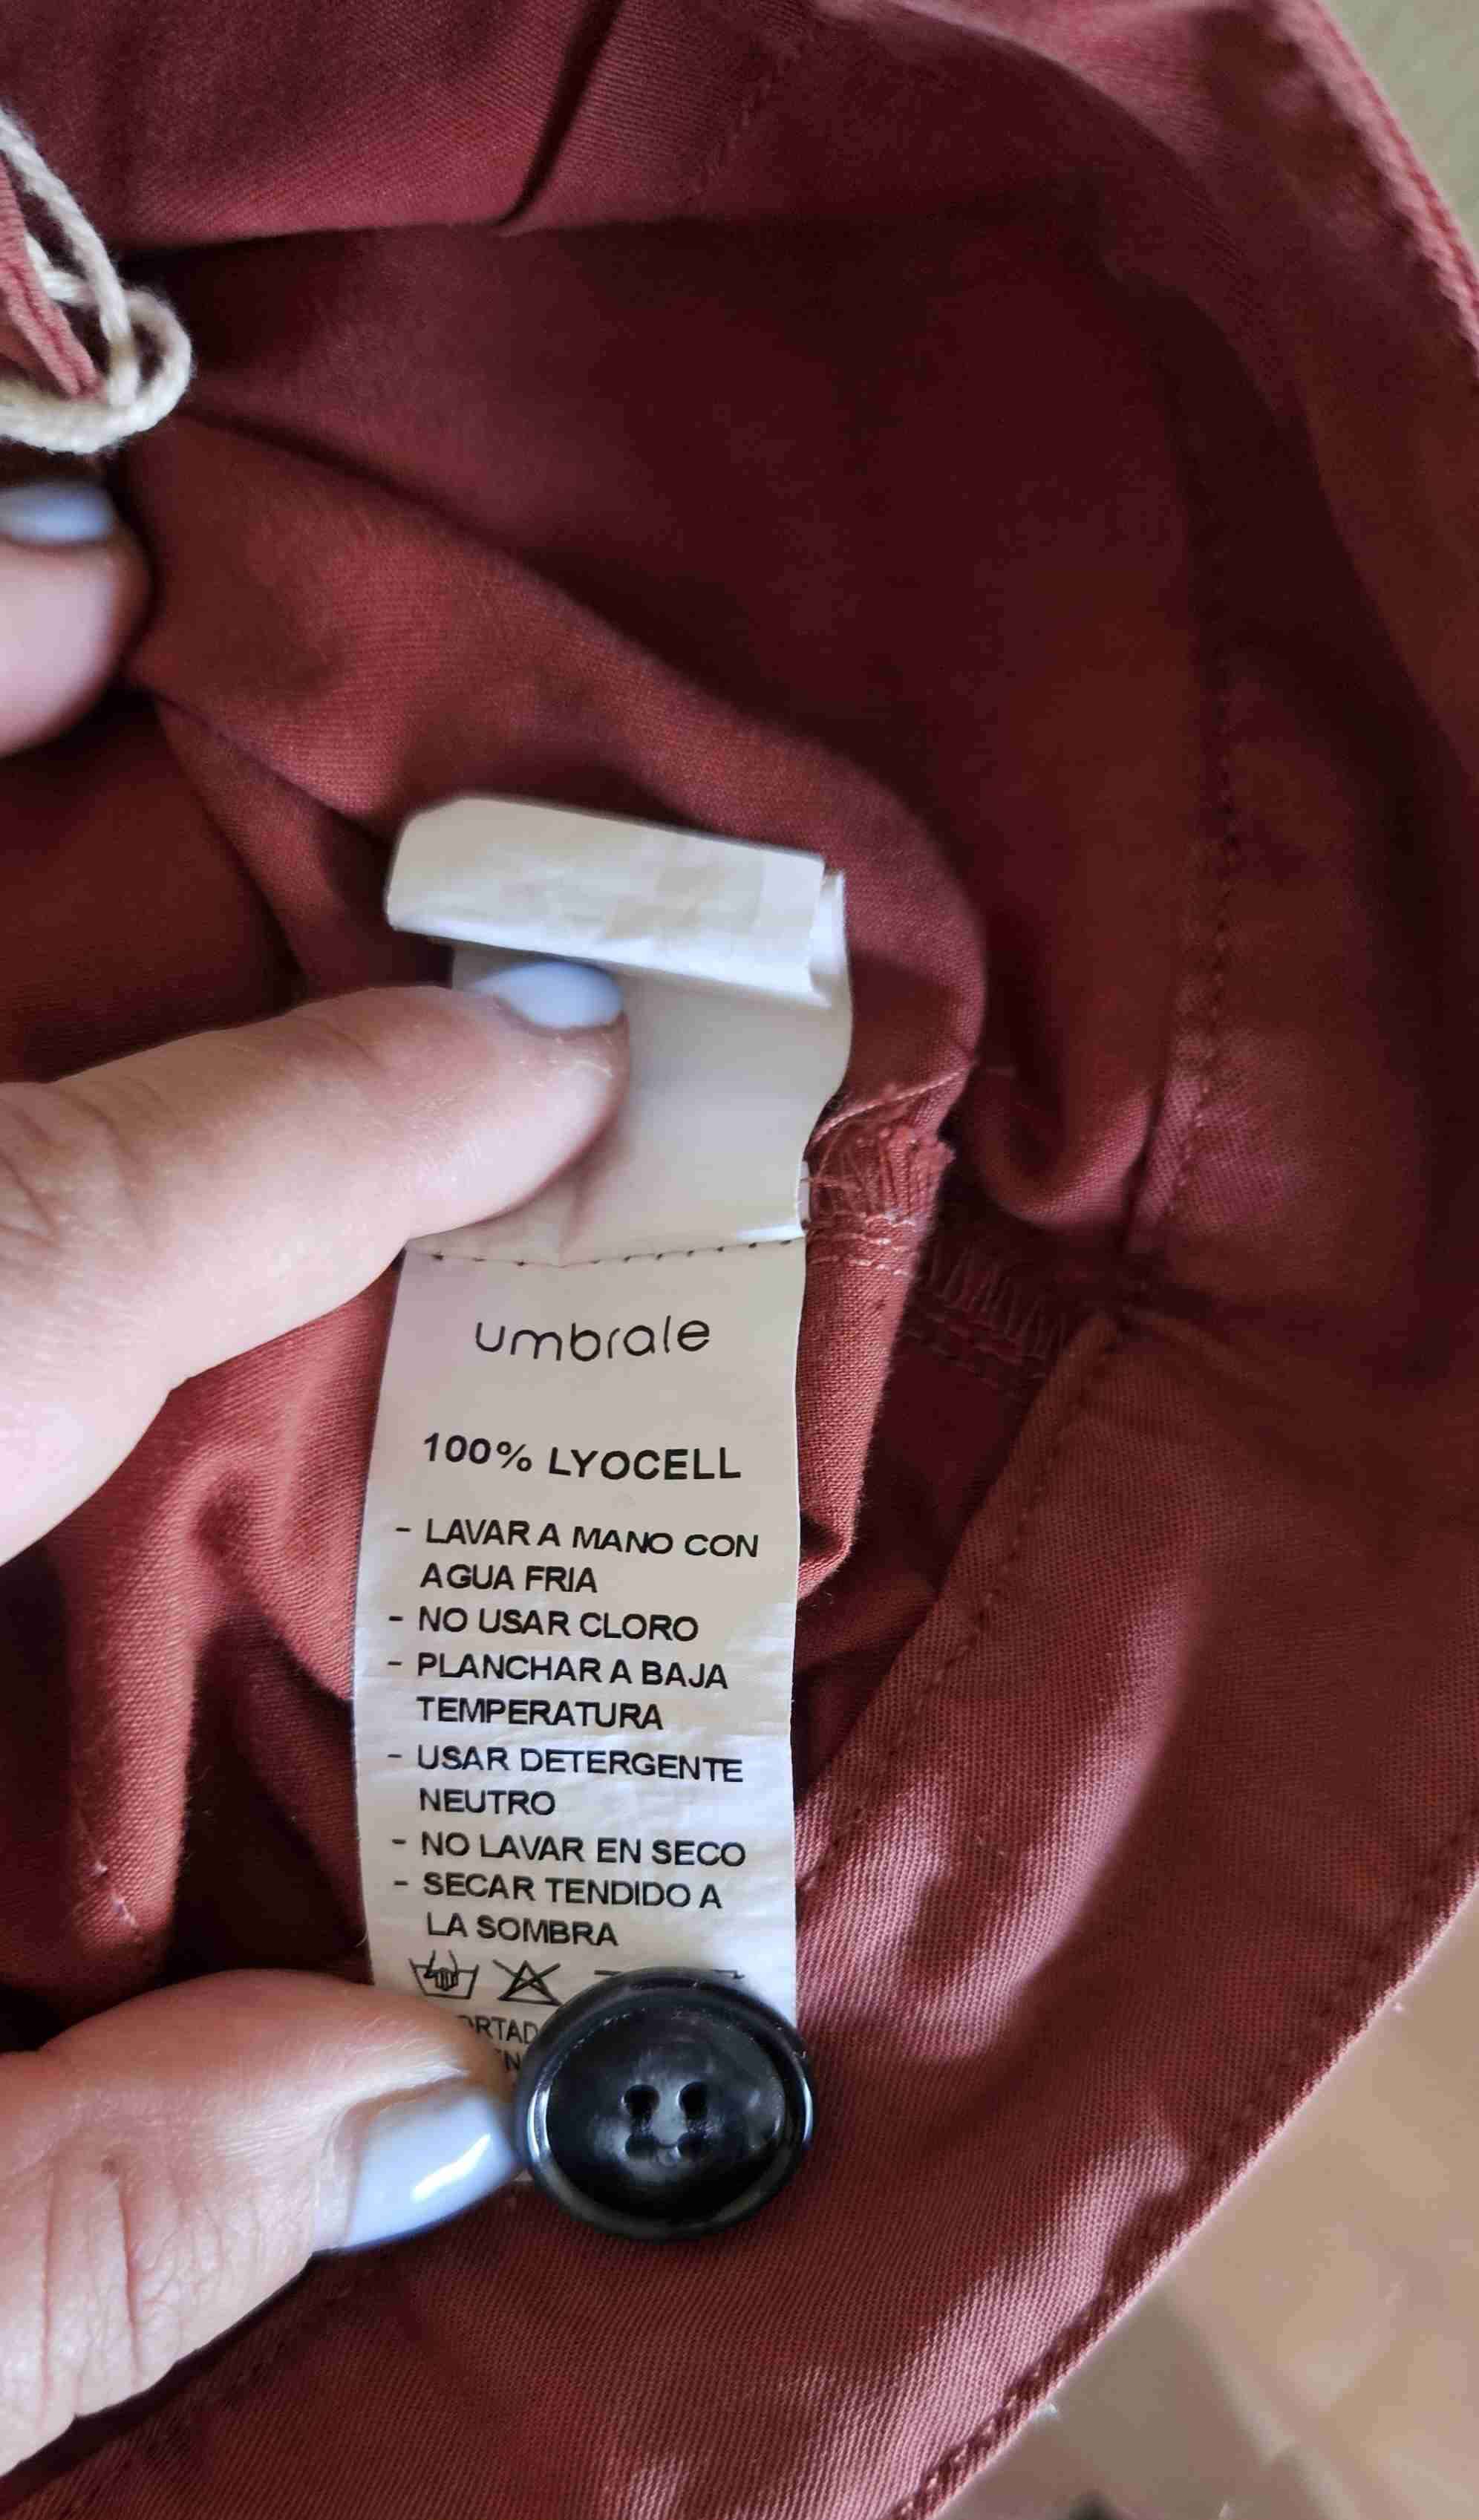 umbrale
100% LYOCELL
- LAVAR A MANO CON
AGUA FRIA
- NO USAR CLORO
- PLANCHAR A BAJA
TEMPERATURA
- USAR DETERGENTE
NEUTRO
- NO LAVAR EN SECO
- SECAR TENDIDO A
LA SOMBRA